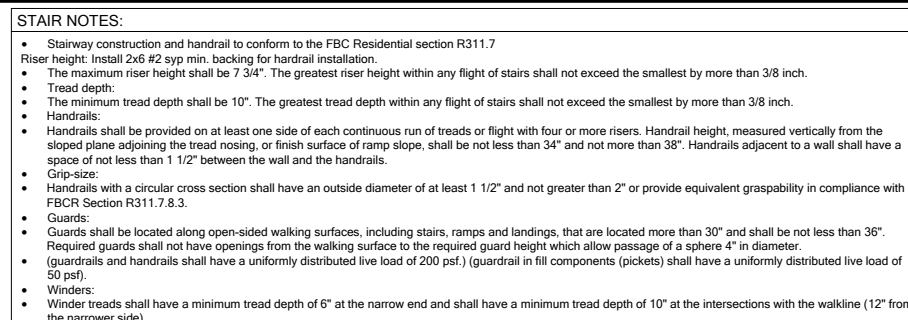 STAIR NOTES:
• Stairway construction and handrail to conform to the FBC Residential section R311.7
Riser height: Install 2x6 #2 syp min. backing for hardrail installation.
• The maximum riser height shall be 7 3/4". The greatest riser height within any flight of stairs shall not exceed the smallest by more than 3/8 inch.
• Tread depth:
• The minimum tread depth shall be 10". The greatest tread depth within any flight of stairs shall not exceed the smallest by more than 3/8 inch.
• Handrails:
• Handrails shall be provided on at least one side of each continuous run of treads or flight with four or more risers. Handrail height, measured vertically from the
sloped plane adjoining the tread nosing, or finish surface of ramp slope, shall be not less than 34" and not more than 38". Handrails adjacent to a wall shall have a
space of not less than 1 1/2" between the wall and the handrails.
• Grip-size:
• Handrails with a circular cross section shall have an outside diameter of at least 1 1/2" and not greater than 2" or provide equivalent graspability in compliance with
FBCR Section R311.7.8.3.
• Guards:
• Guards shall be located along open-sided walking surfaces, including stairs, ramps and landings, that are located more than 30" and shall be not less than 36".
Required guards shall not have openings from the walking surface to the required guard height which allow passage of a sphere 4" in diameter.
• (guardrails and handrails shall have a uniformly distributed live load of 200 psf.) (guardrail in fill components (pickets) shall have a uniformly distributed live load of
50 psf).
• Winders:
• Winder treads shall have a minimum tread depth of 6" at the narrow end and shall have a minimum tread depth of 10" at the intersections with the walkline (12" from
the narrower side)